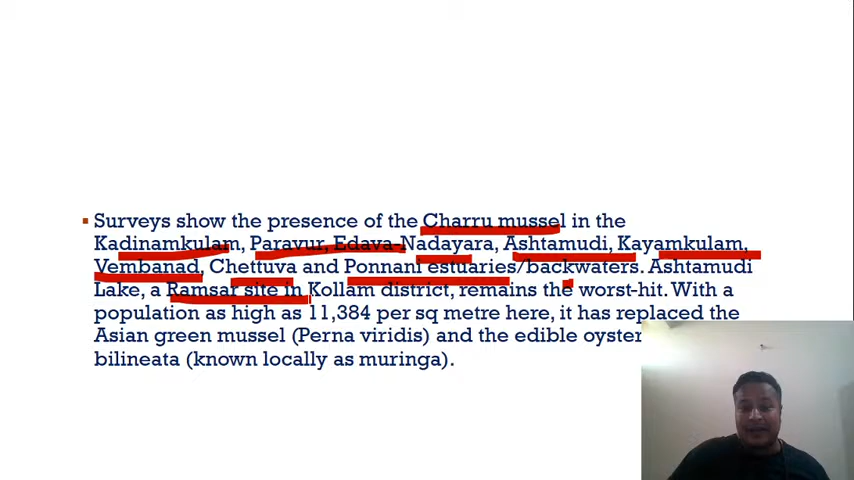 ▪ Surveys show the presence of the Charru mussel in the
Kadinamkulam, Paravur, Edava-Nadayara, Ashtamudi, Kayamkulam,
Vembanad, Chettuva and Ponnani estuaries/backwaters. Ashtamudi
Lake, a Ramsar site in Kollam district, remains the worst-hit. With a
population as high as 11,384 per sq metre here, it has replaced the
Asian green mussel (Perna viridis) and the edible oyster
bilineata (known locally as muringa).